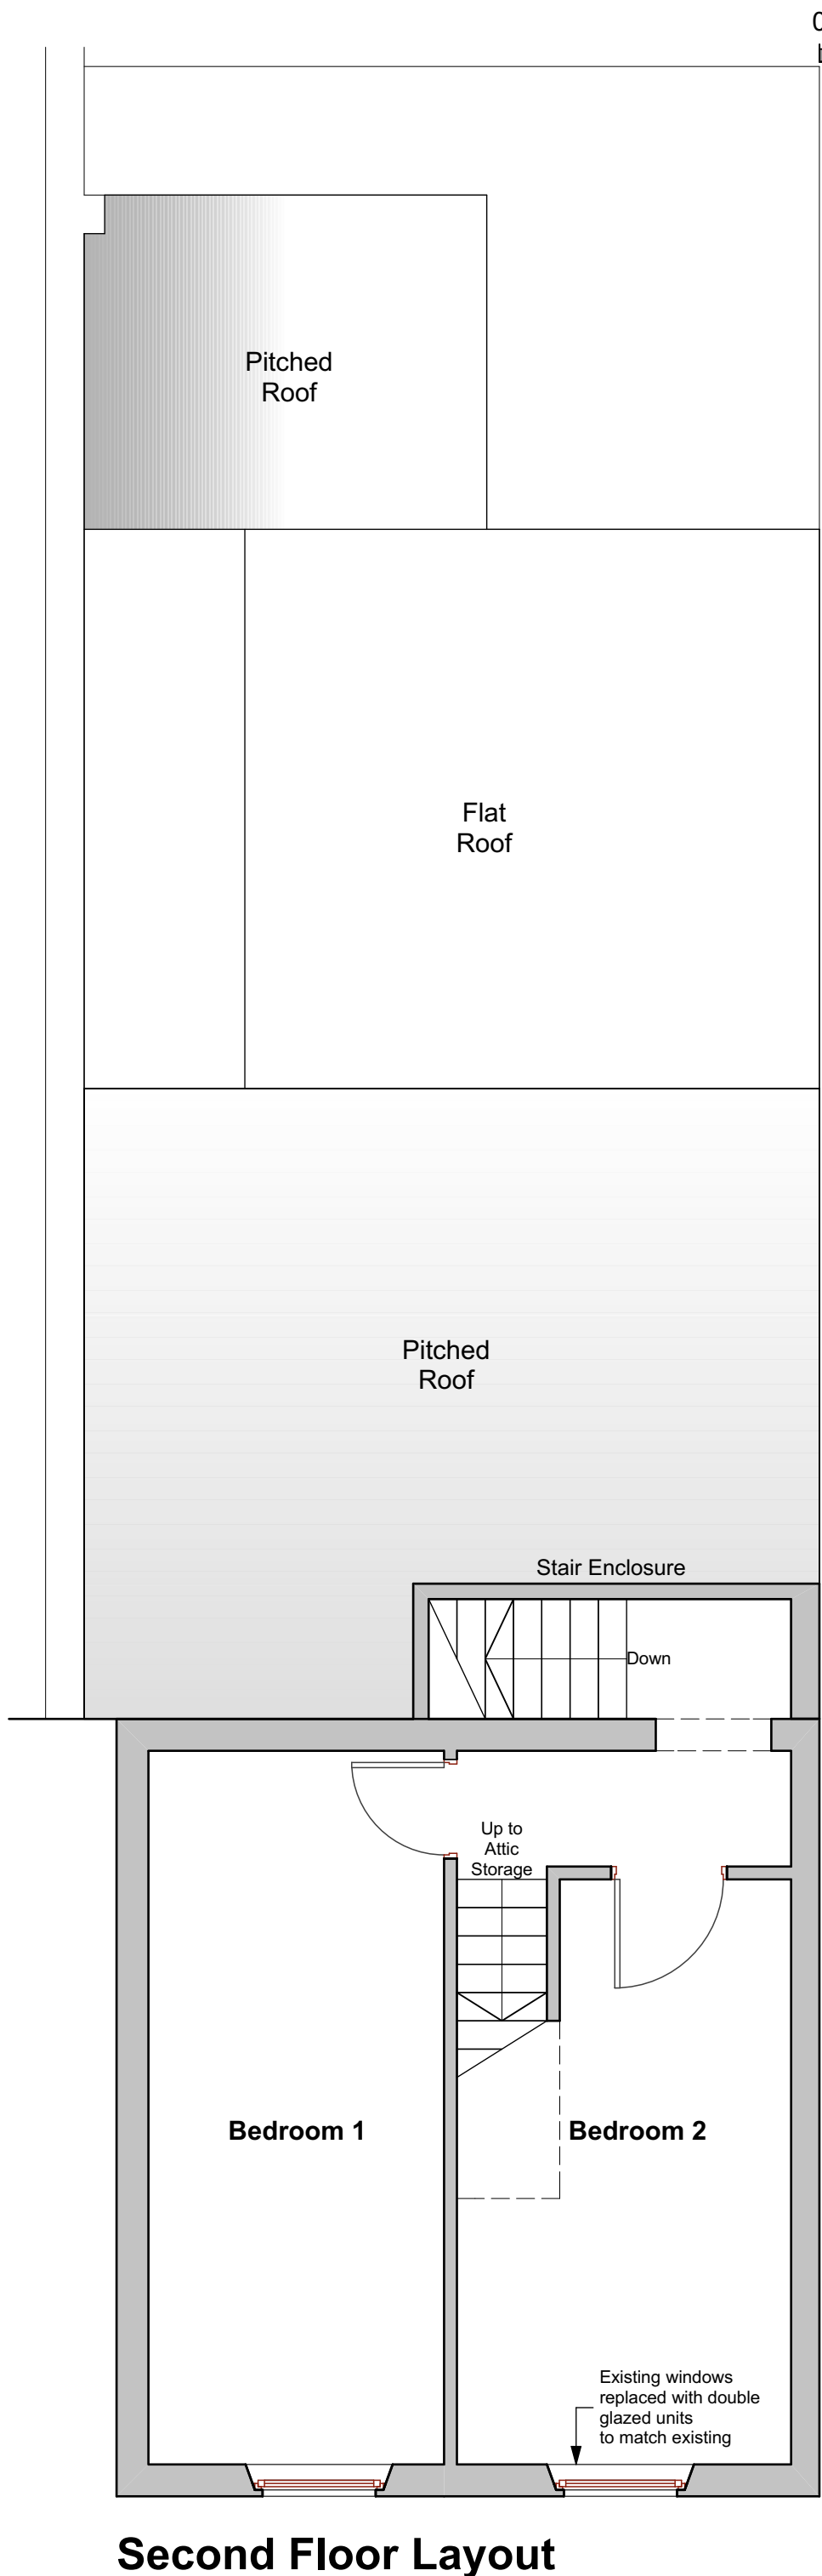 0
Pitched
Roof
Flat
Roof
Pitched
Roof
Stair Enclosure
Down
Up to
Attic
Storage
Bedroom 1
Bedroom 2
Existing windows
replaced with double
glazed units
to match existing
Second Floor Layout